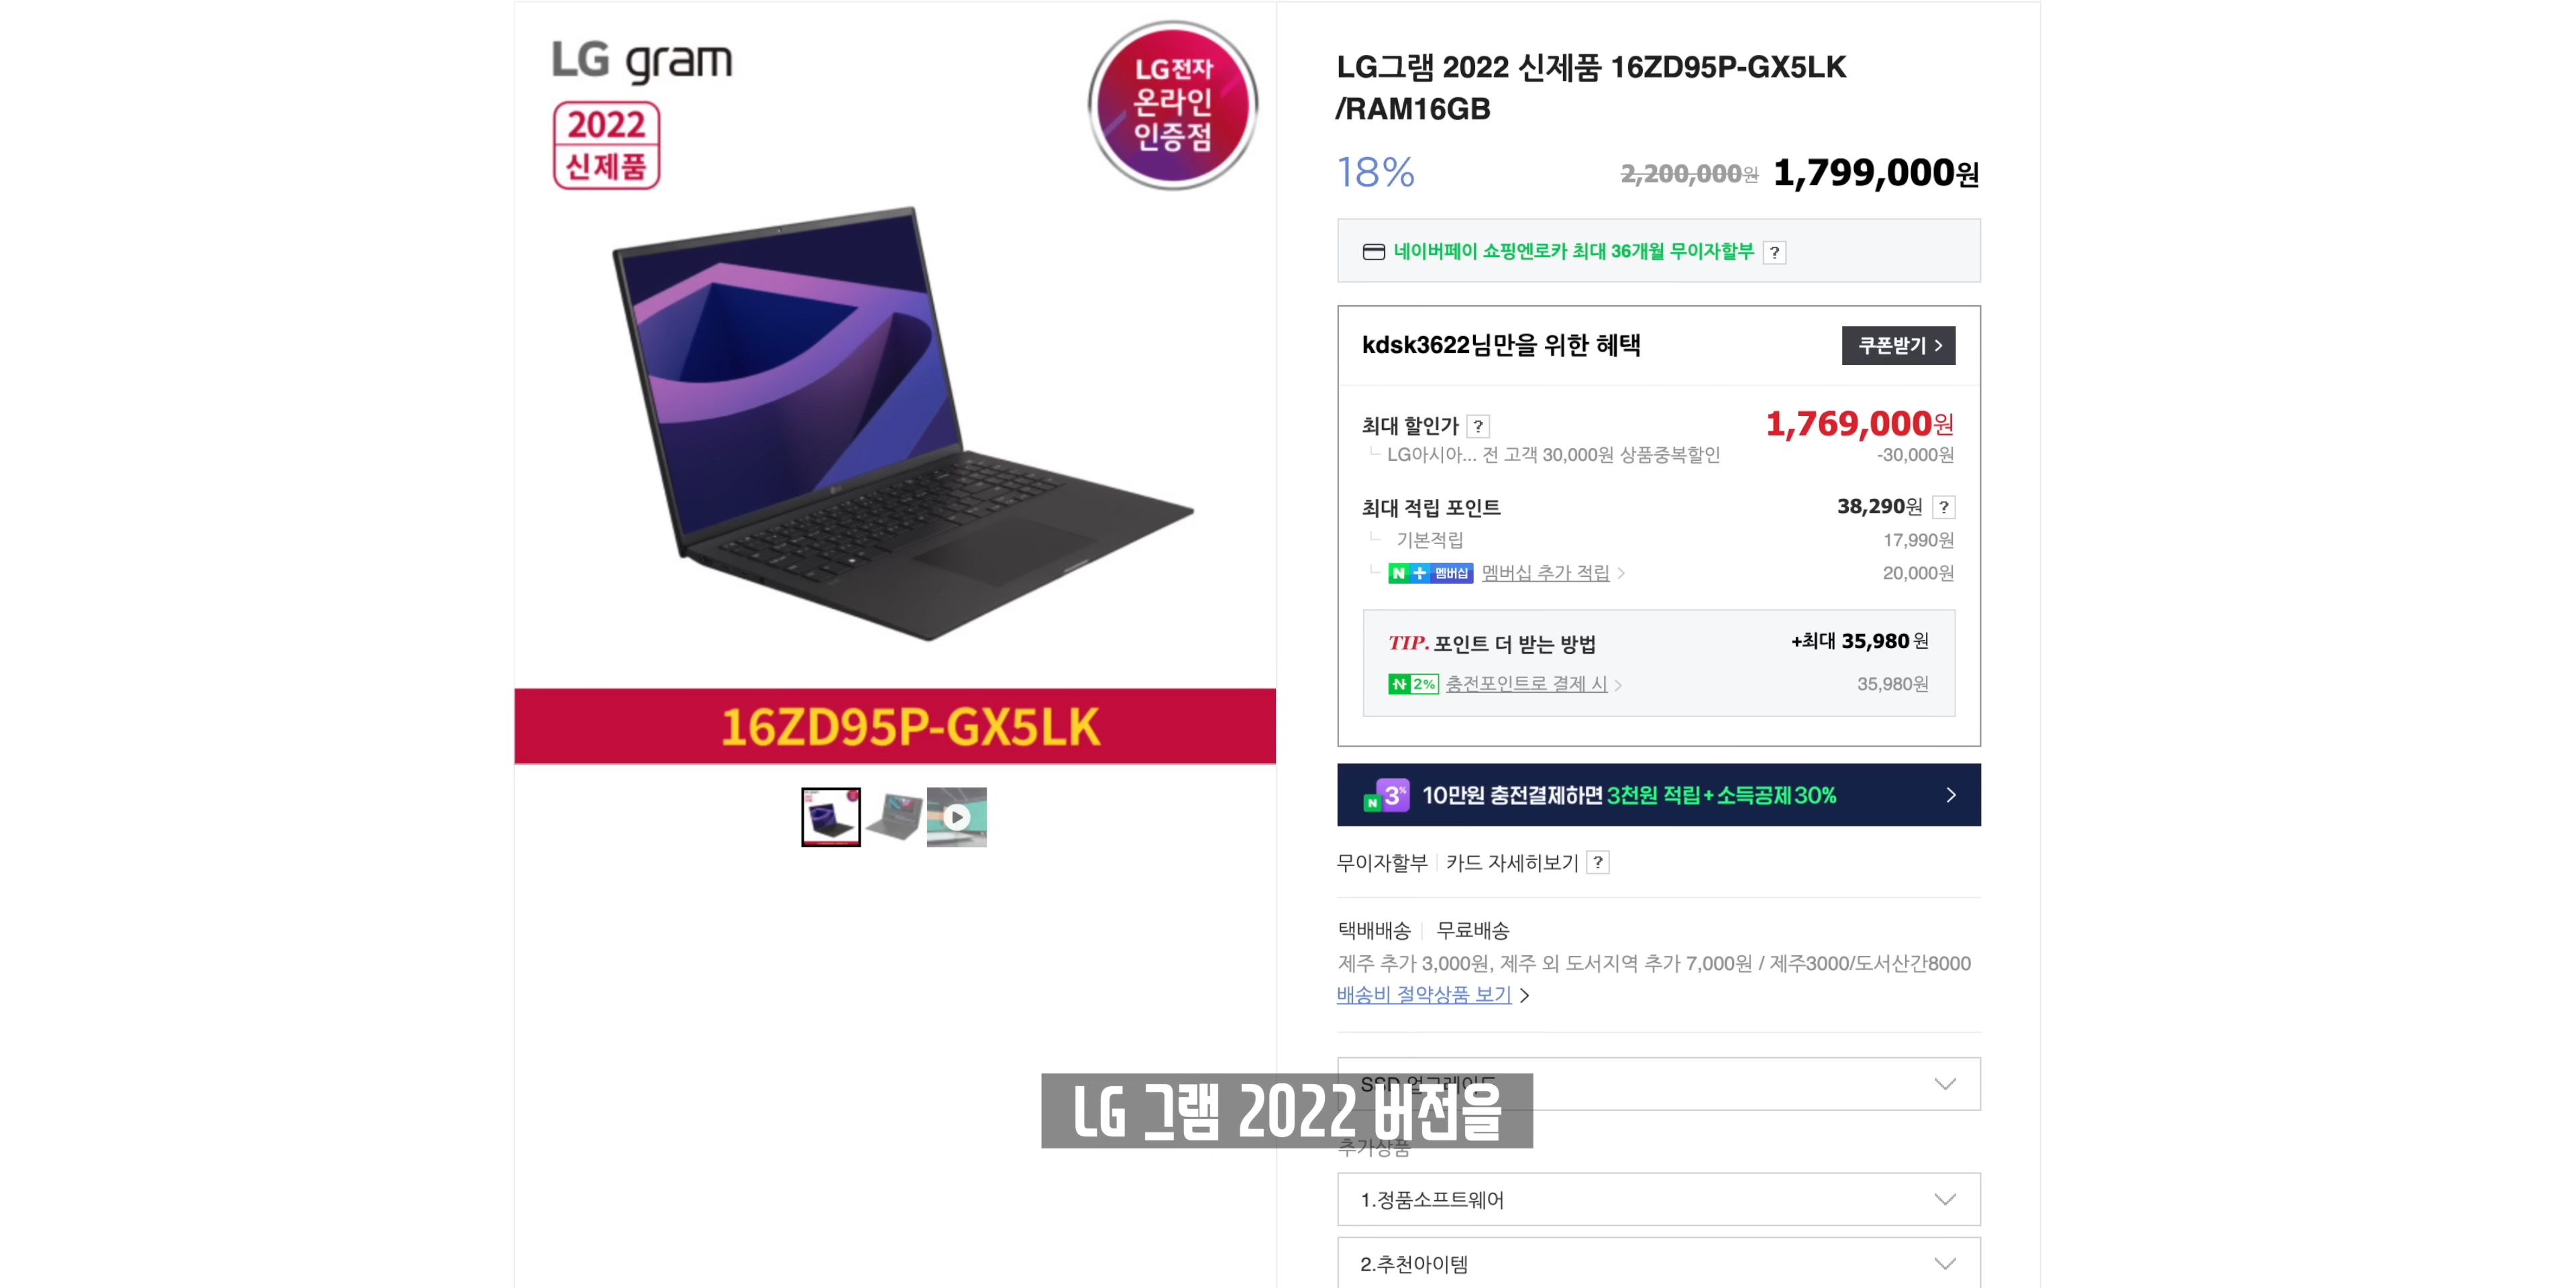 LG gram
2022
신제품
LG전자
온라인
인증점
16ZD95P-GX5LK
LG그램 2022 신제품 16ZD95P-GX5LK
/RAM16GB
18% 2,200,000원 1,799,000원
네이버페이 쇼핑엔로카 최대 36개월 무이자할부 ?
kdsk3622님만을 위한 혜택 쿠폰받기 >
최대 할인가 ? 1,769,000원
LG아시아... 전 고객 30,000원 상품중복할인 -30,000원
최대 적립 포인트 38,290원 ?
기본적립 17,990원
N + 멤버십 멤버십 추가 적립 > 20,000원
TIP. 포인트 더 받는 방법 +최대 35,980원
N 2% 충전포인트로 결제 시 > 35,980원
N 3% 10만원 충전결제하면 3천원 적립+소득공제 30% >
무이자할부 카드 자세히보기 ?
택배배송 무료배송
제주 추가 3,000원, 제주 외 도서지역 추가 7,000원 / 제주3000/도서산간8000
배송비 절약상품 보기 >
SSD 업그레이드
LG 그램 2022 버전을
추가상품
1.정품소프트웨어
2.추천아이템